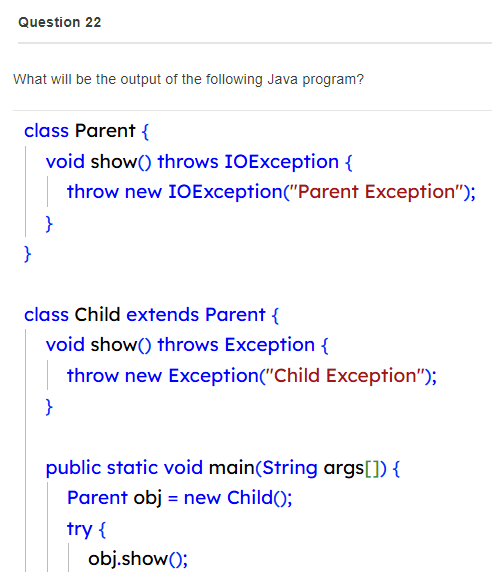 Question 22
What will be the output of the following Java program?
class Parent {
void show() throws IOException {
throw new IOException("Parent Exception");
}
}
class Child extends Parent {
void show() throws Exception {
throw new Exception("Child Exception");
}
public static void main(String args[]) {
Parent obj = new Child();
try {
obj.show();